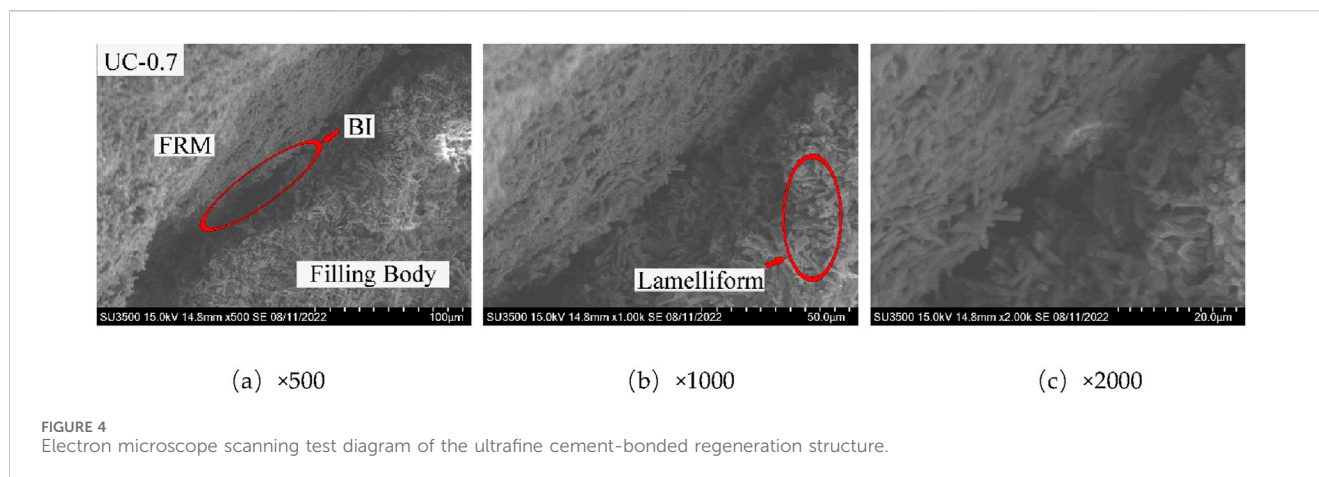 UC-0.7
FRM
BI
Filling Body
SU3500 15.0kV 14.8mm x500 SE 08/11/2022 100μm
Lamelliform
SU3500 15.0kV 14.8mm x1.00k SE 08/11/2022 50.0μm
SU3500 15.0kV 14.8mm x2.00k SE 08/11/2022 20.0μm
(a) ×500
(b) ×1000
(c) ×2000
FIGURE 4
Electron microscope scanning test diagram of the ultrafine cement-bonded regeneration structure.